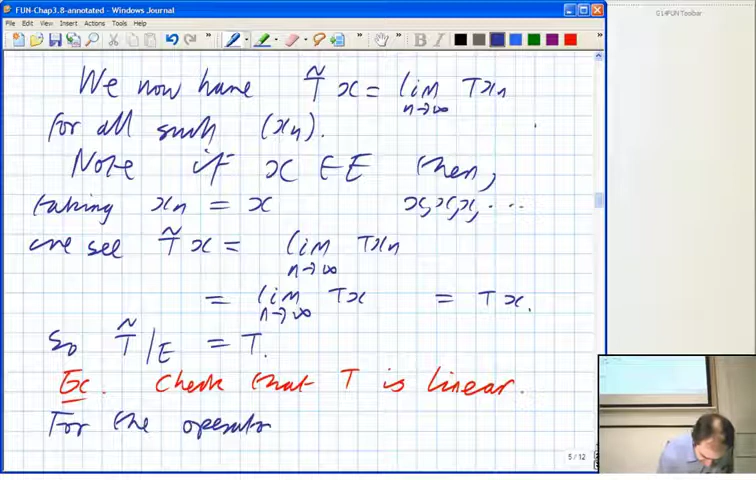 FUN-Chap3.8-annotated - Windows Journal
G14FUN Toolbar
File Edit View Insert Actions Tools Help
We now have T̃x = lim Txn
n→∞
for all such (xn).
Note if x ∈ E then,
taking xn = x x,x,x,...
we see T̃x = lim Txn
n→∞
= lim Tx = Tx.
n→∞
So T̃|E = T.
Ex. Check that T is linear.
For the operator
5 / 12